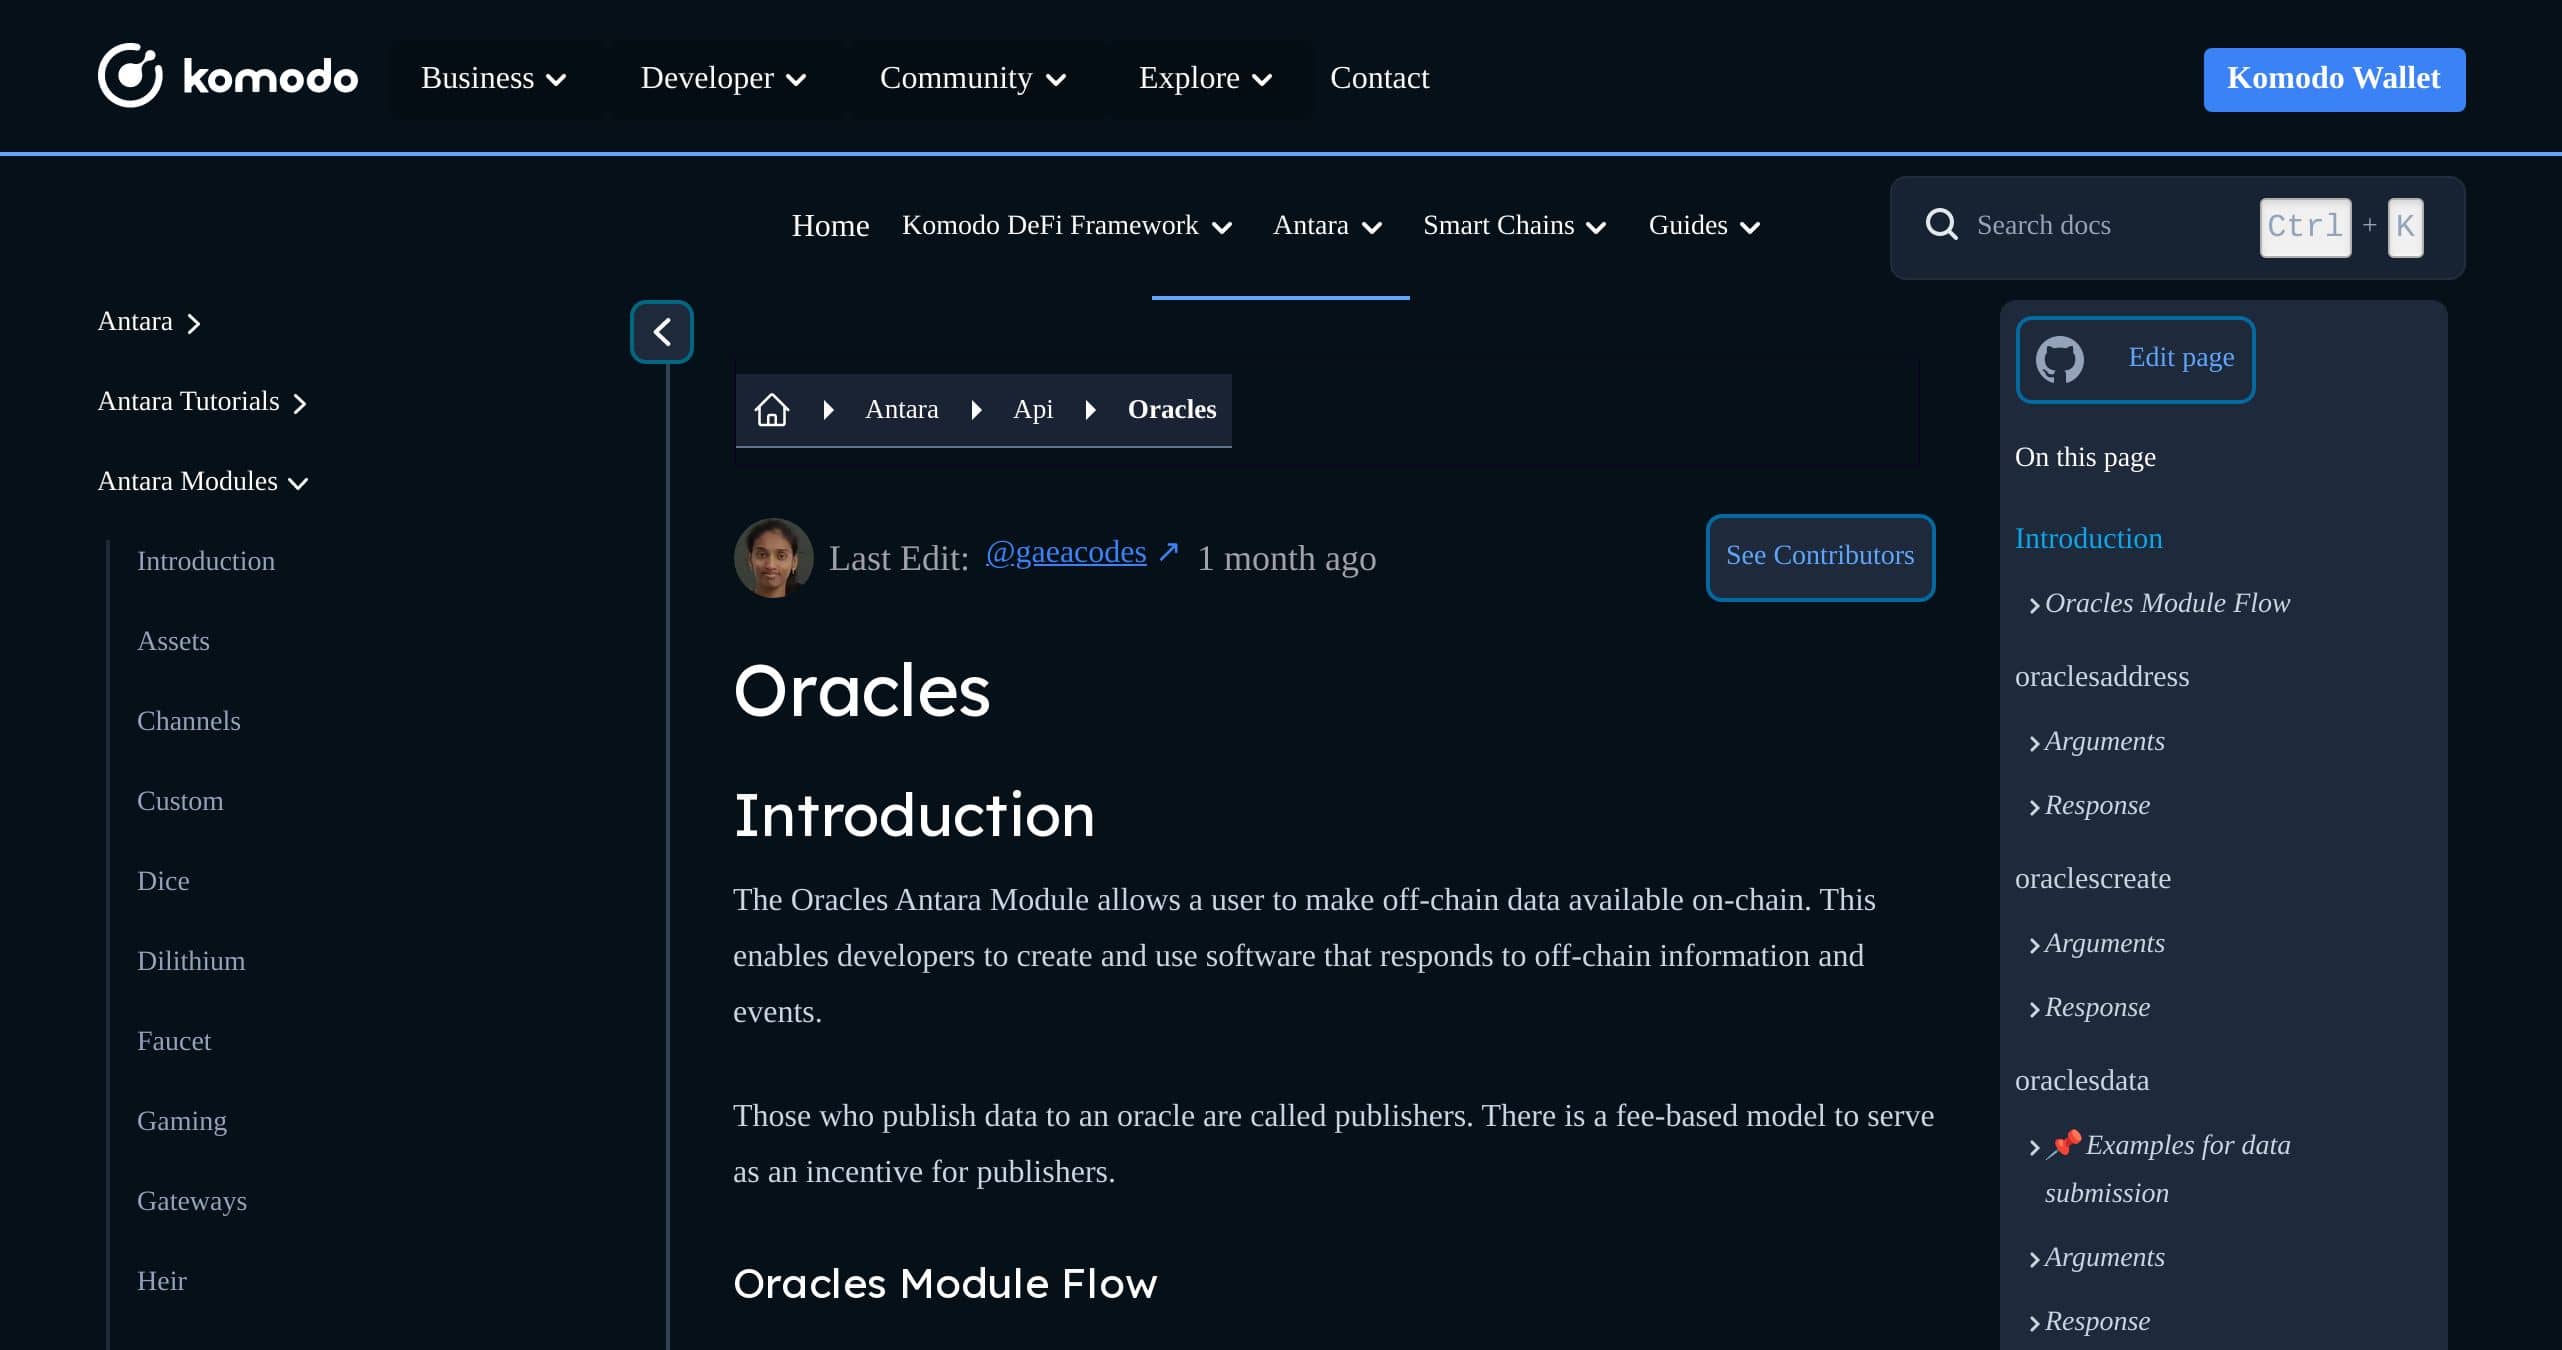 komodo
Business
Developer
Community
Explore
Contact
Komodo Wallet
Home
Komodo DeFi Framework
Antara
Smart Chains
Guides
Search docs
Ctrl + K
Antara
Antara Tutorials
Antara Modules
Introduction
Assets
Channels
Custom
Dice
Dilithium
Faucet
Gaming
Gateways
Heir
Antara
Api
Oracles
Last Edit: @gaeacodes ↗ 1 month ago
See Contributors
Oracles
Introduction
The Oracles Antara Module allows a user to make off-chain data available on-chain. This
enables developers to create and use software that responds to off-chain information and
events.
Those who publish data to an oracle are called publishers. There is a fee-based model to serve
as an incentive for publishers.
Oracles Module Flow
Edit page
On this page
Introduction
Oracles Module Flow
oraclesaddress
Arguments
Response
oraclescreate
Arguments
Response
oraclesdata
📌 Examples for data
submission
Arguments
Response